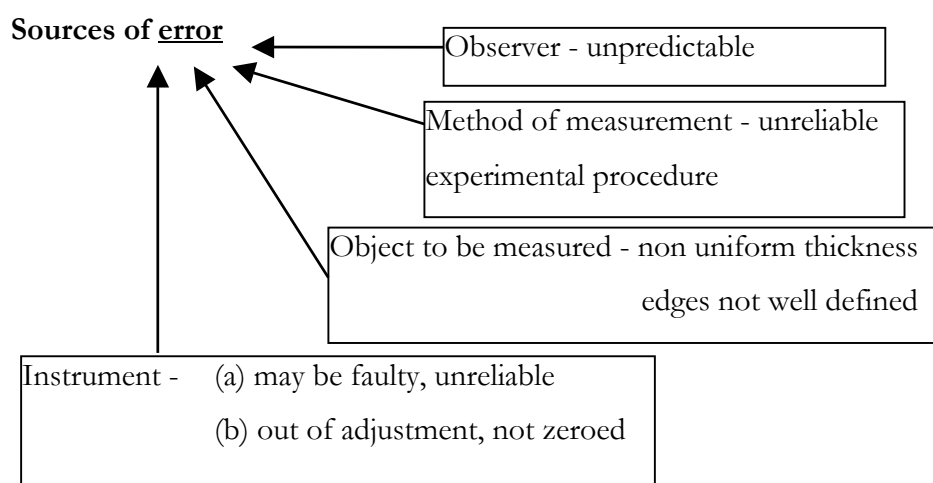 Sources of error
Observer - unpredictable
Method of measurement - unreliable
experimental procedure
Object to be measured - non uniform thickness
edges not well defined
Instrument - (a) may be faulty, unreliable
(b) out of adjustment, not zeroed